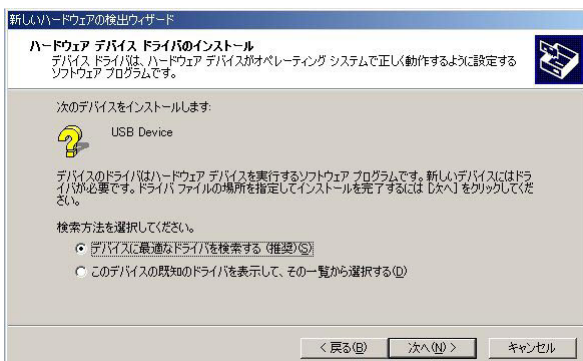 新しいハードウェアの検出ウィザード
ハードウェア デバイス ドライバのインストール
デバイス ドライバは、ハードウェア デバイスがオペレーティング システムで正しく動作するように設定する
ソフトウェア プログラムです。
次のデバイスをインストールします:
USB Device
デバイスのドライバはハードウェア デバイスを実行するソフトウェア プログラムです。新しいデバイスにはドラ
イバが必要です。ドライバ ファイルの場所を指定してインストールを完了するには [次へ] をクリックしてくだ
さい。
検索方法を選択してください。
デバイスに最適なドライバを検索する (推奨)(S)
このデバイスの既知のドライバを表示して、その一覧から選択する(D)
< 戻る(B)
次へ(N) >
キャンセル